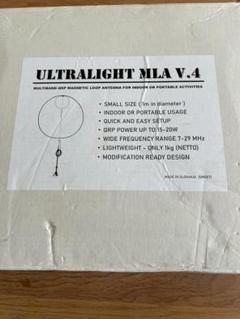 ULTRALIGHT MLA V.4
MULTIBAND QRP MAGNETIC LOOP ANTENNA FOR INDOOR OR PORTABLE ACTIVITIES
• SMALL SIZE ( 1m in diameter )
• INDOOR OR PORTABLE USAGE
• QUICK AND EASY SETUP
• QRP POWER UP TO 15-20W
• WIDE FREQUENCY RANGE 7-29 MHz
• LIGHTWEIGHT - ONLY 1kg (NETTO)
• MODIFICATION READY DESIGN
MADE IN SLOVAKIA